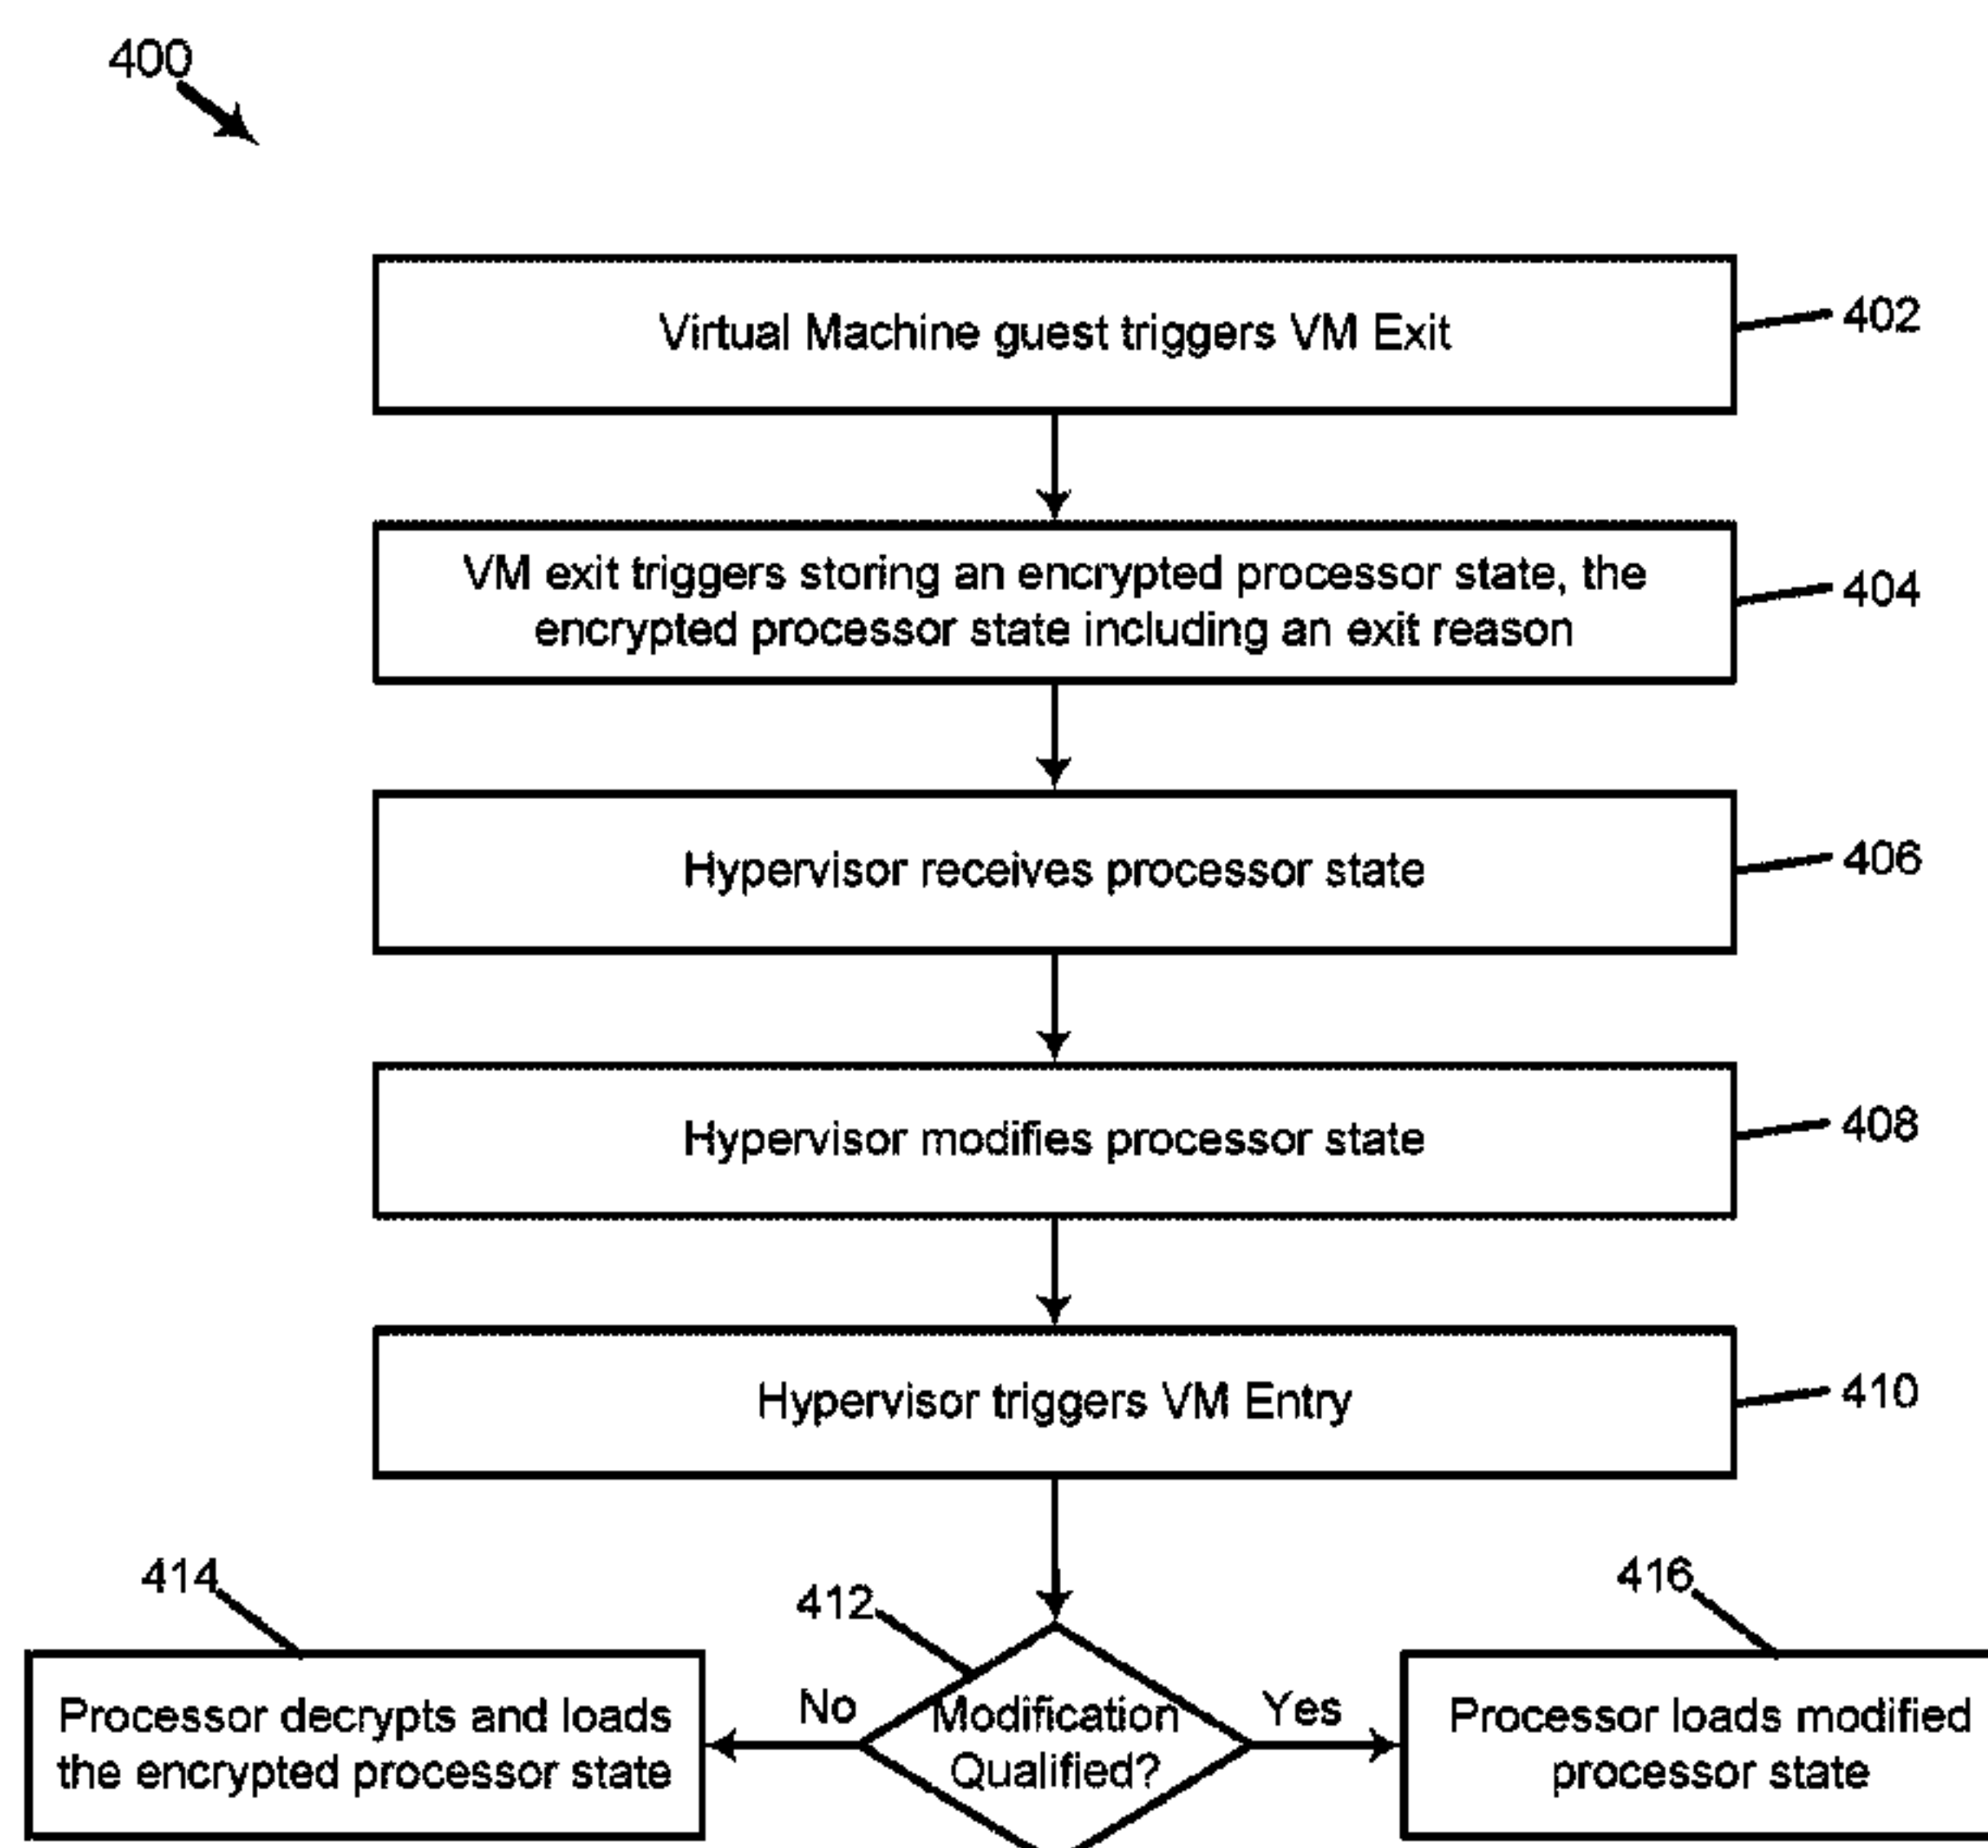 400
Virtual Machine guest triggers VM Exit
402
VM exit triggers storing an encrypted processor state, the
encrypted processor state including an exit reason
404
Hypervisor receives processor state
406
Hypervisor modifies processor state
408
Hypervisor triggers VM Entry
410
414
412
416
Processor decrypts and loads
the encrypted processor state
No
Modification
Qualified?
Yes
Processor loads modified
processor state